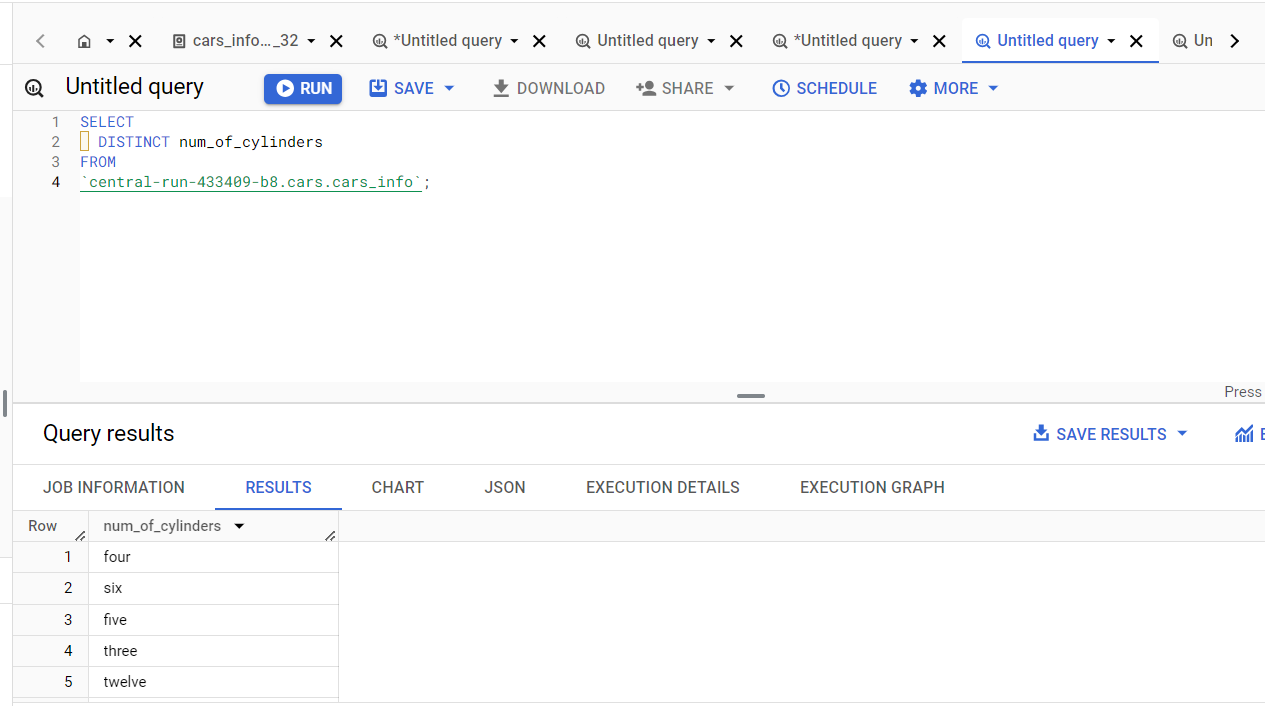 cars_info..._32 *Untitled query Untitled query *Untitled query Untitled query Un
Untitled query RUN SAVE DOWNLOAD SHARE SCHEDULE MORE
1 SELECT
2 DISTINCT num_of_cylinders
3 FROM
4 `central-run-433409-b8.cars.cars_info`;
Press
Query results SAVE RESULTS E
JOB INFORMATION RESULTS CHART JSON EXECUTION DETAILS EXECUTION GRAPH
Row num_of_cylinders
1 four
2 six
3 five
4 three
5 twelve